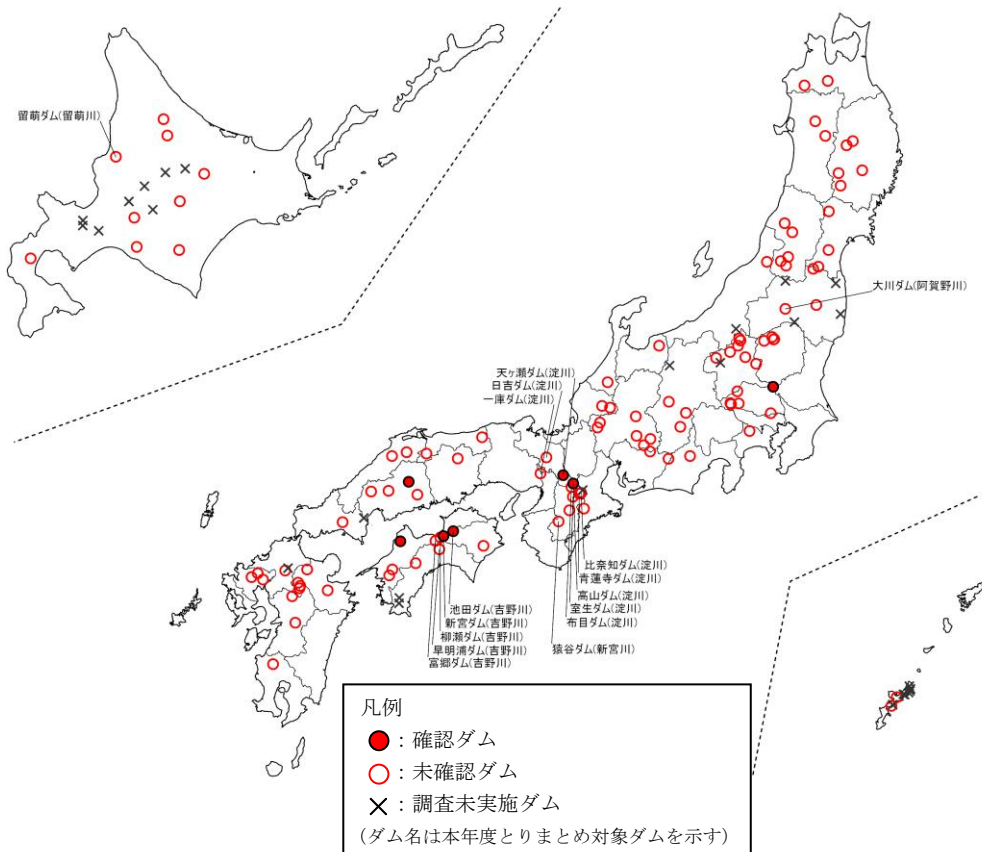 留萌ダム(留萌川)
大川ダム(阿賀野川)
天ヶ瀬ダム(淀川)
日吉ダム(淀川)
一庫ダム(淀川)
比奈知ダム(淀川)
青蓮寺ダム(淀川)
高山ダム(淀川)
室生ダム(淀川)
布目ダム(淀川)
猿谷ダム(新宮川)
池田ダム(吉野川)
新宮ダム(吉野川)
柳瀬ダム(吉野川)
早明浦ダム(吉野川)
富郷ダム(吉野川)
凡例
：確認ダム
：未確認ダム
：調査未実施ダム
(ダム名は本年度とりまとめ対象ダムを示す)